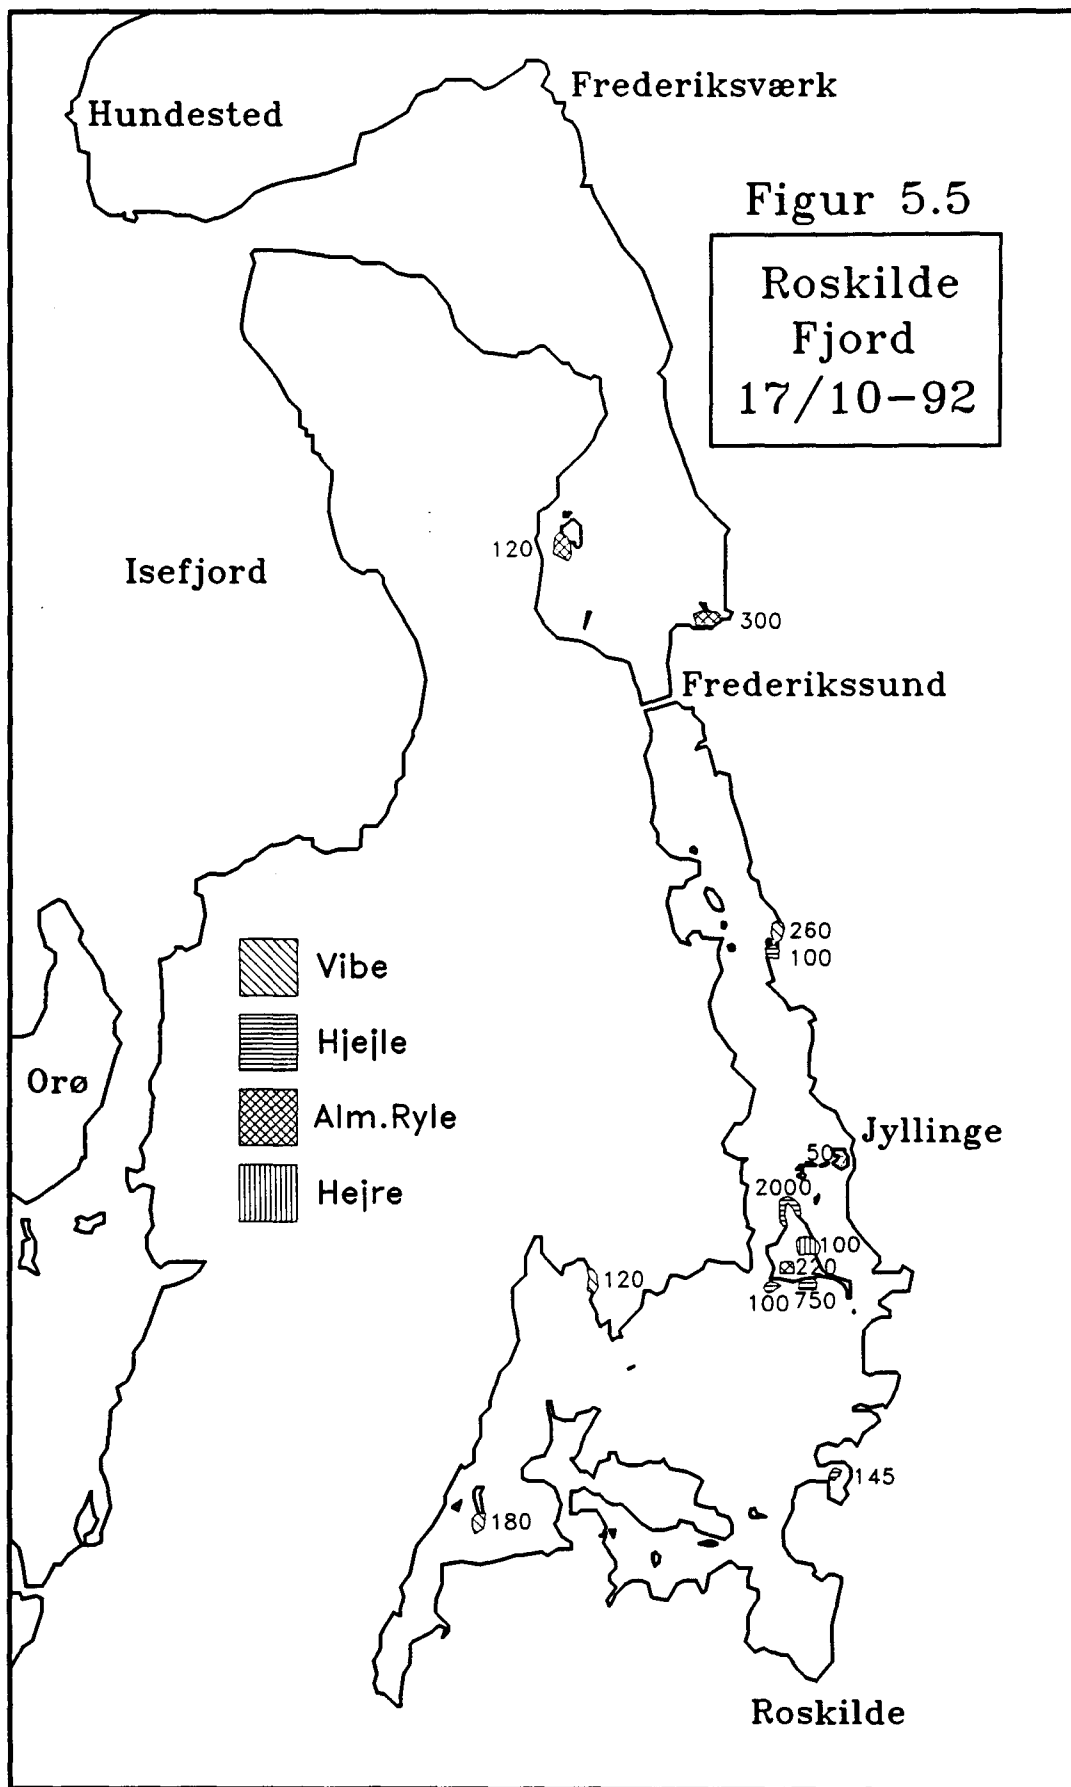 Hundested
Frederiksværk
Figur 5.5
Roskilde
Fjord
17/10-92
120
Isefjord
300
Frederikssund
260
100
Vibe
Hjejle
Orø
Alm.Ryle
Jyllinge
50
Hejre
2000
100
220
120
100
750
145
180
Roskilde